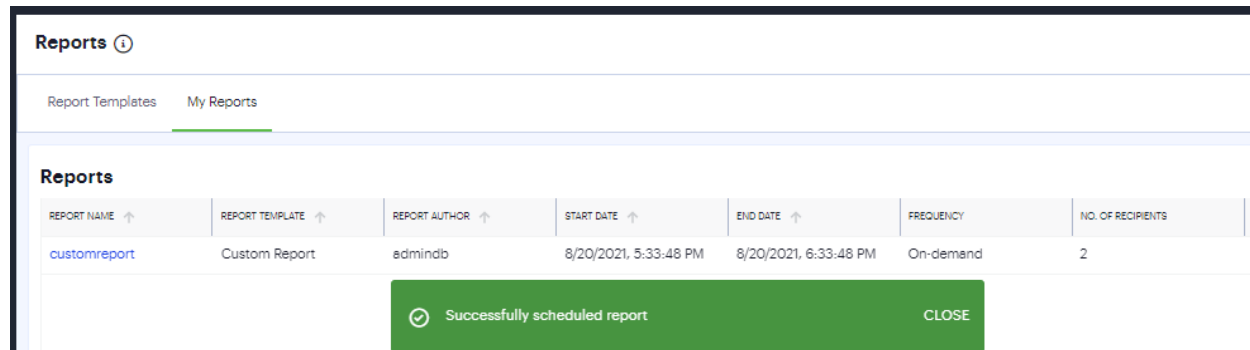 Reports
Report Templates My Reports
Reports
REPORT NAME REPORT TEMPLATE REPORT AUTHOR START DATE END DATE FREQUENCY NO. OF RECIPIENTS
customreport Custom Report admindb 8/20/2021, 5:33:48 PM 8/20/2021, 6:33:48 PM On-demand 2
Successfully scheduled report CLOSE